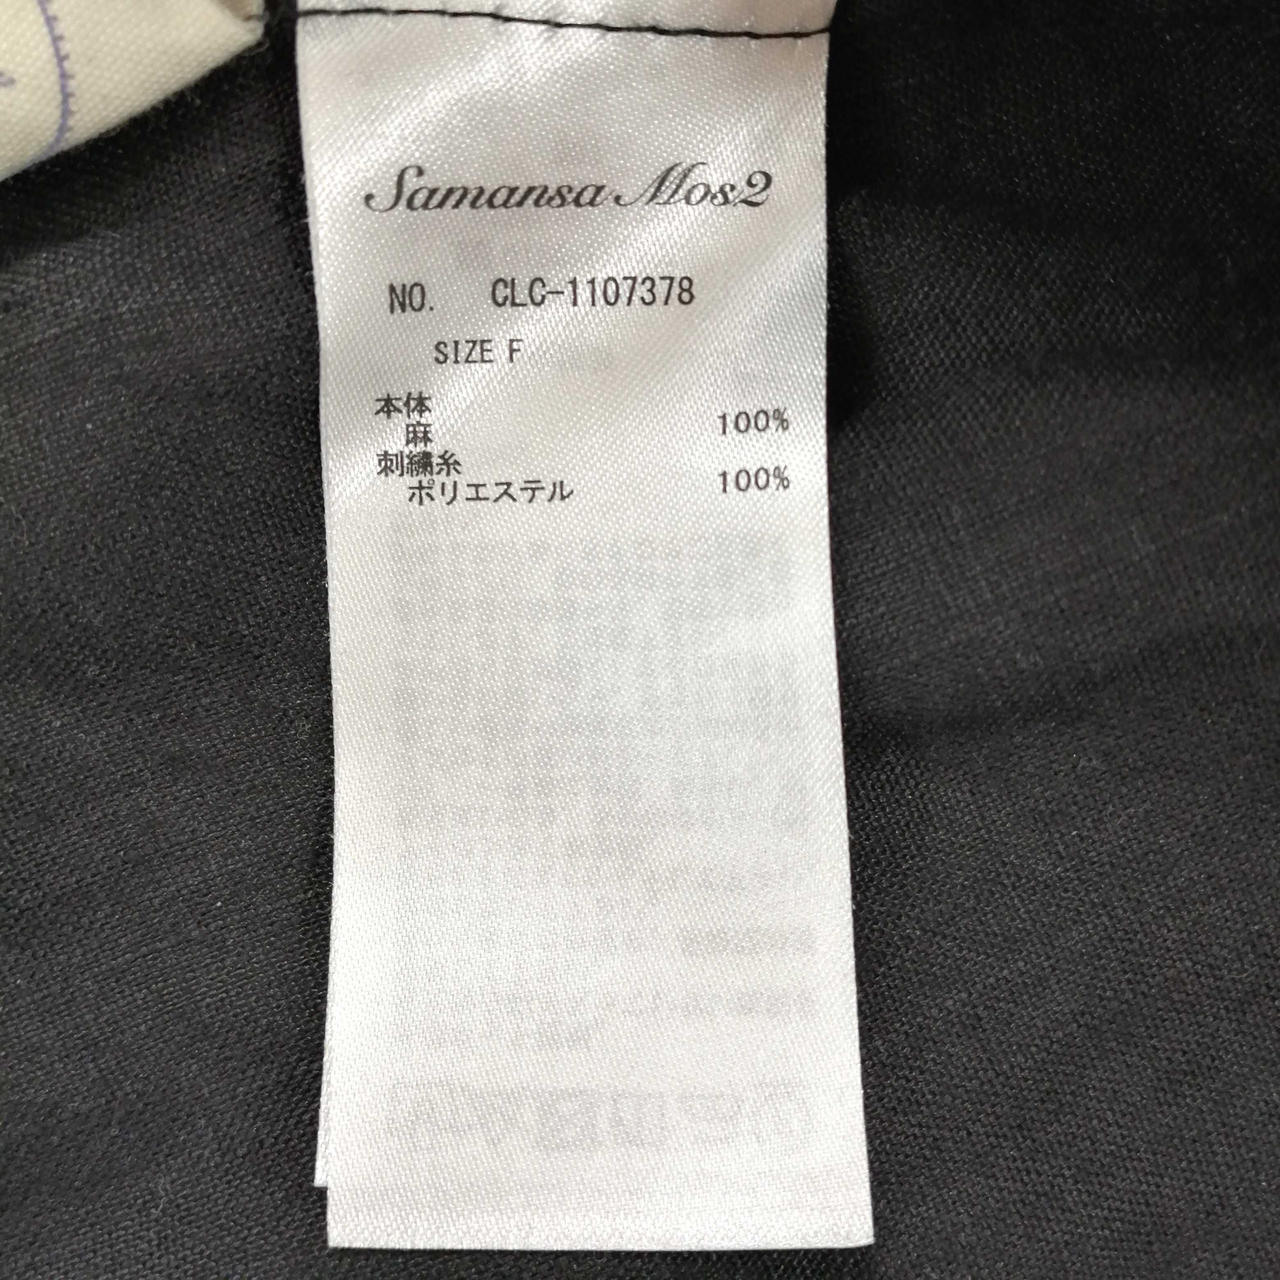 Samansa Mos2
NO. CLC-1107378
SIZE F
本体
麻 100%
刺繍糸
ポリエステル 100%